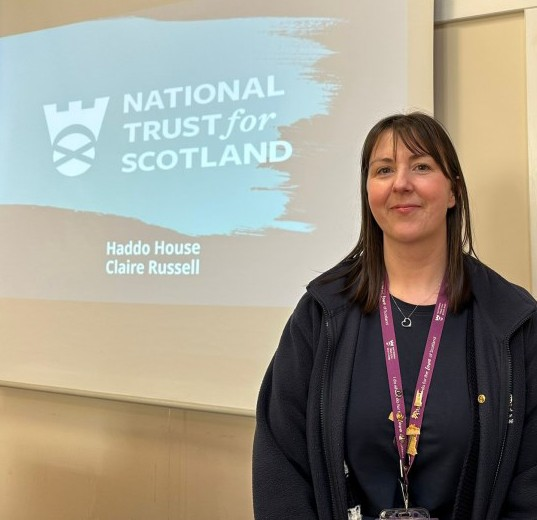 NATIONAL
TRUST for
SCOTLAND
Haddo House
Claire Russell